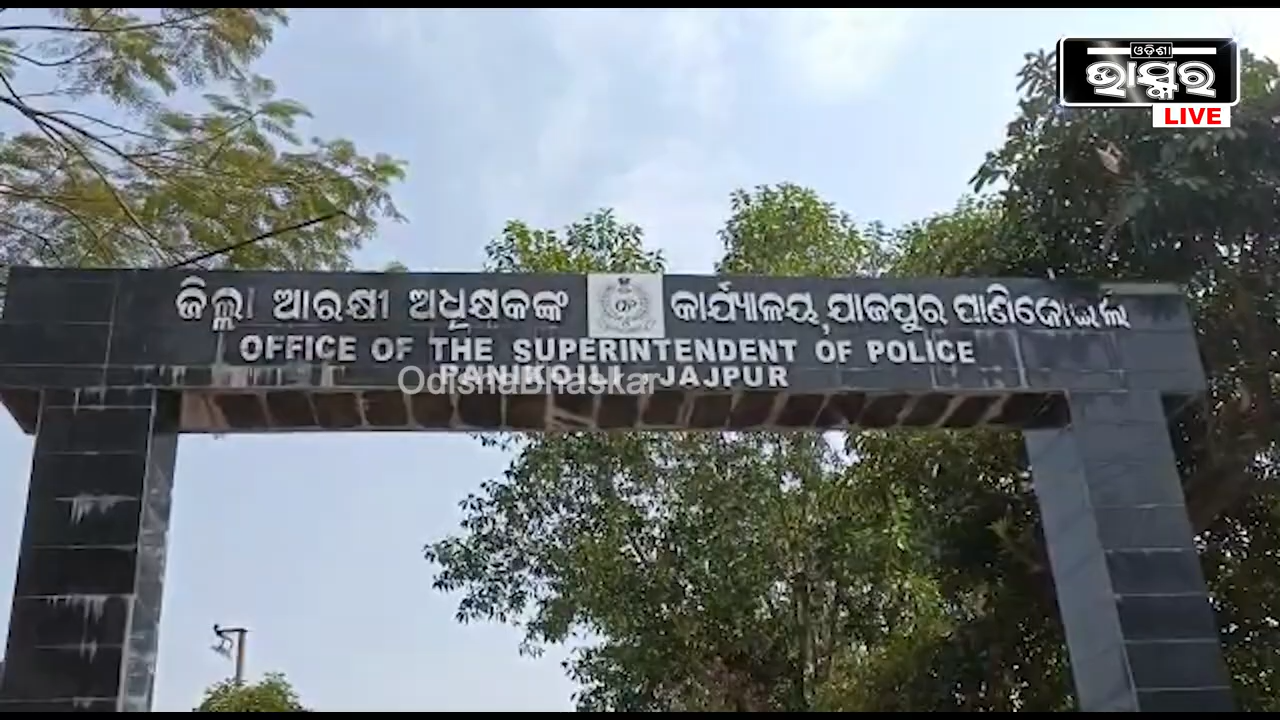 ଓଡ଼ିଶା
ଭାସ୍କର
LIVE
ଜିଲ୍ଲା ଆରକ୍ଷୀ ଅଧିକ୍ଷକଙ୍କ କାର୍ଯ୍ୟାଳୟ, ଯାଜପୁର ପାଣିକୋଇଲି
OFFICE OF THE SUPERINTENDENT OF POLICE
PANIKOILI, JAJPUR
OdishaBhaskar